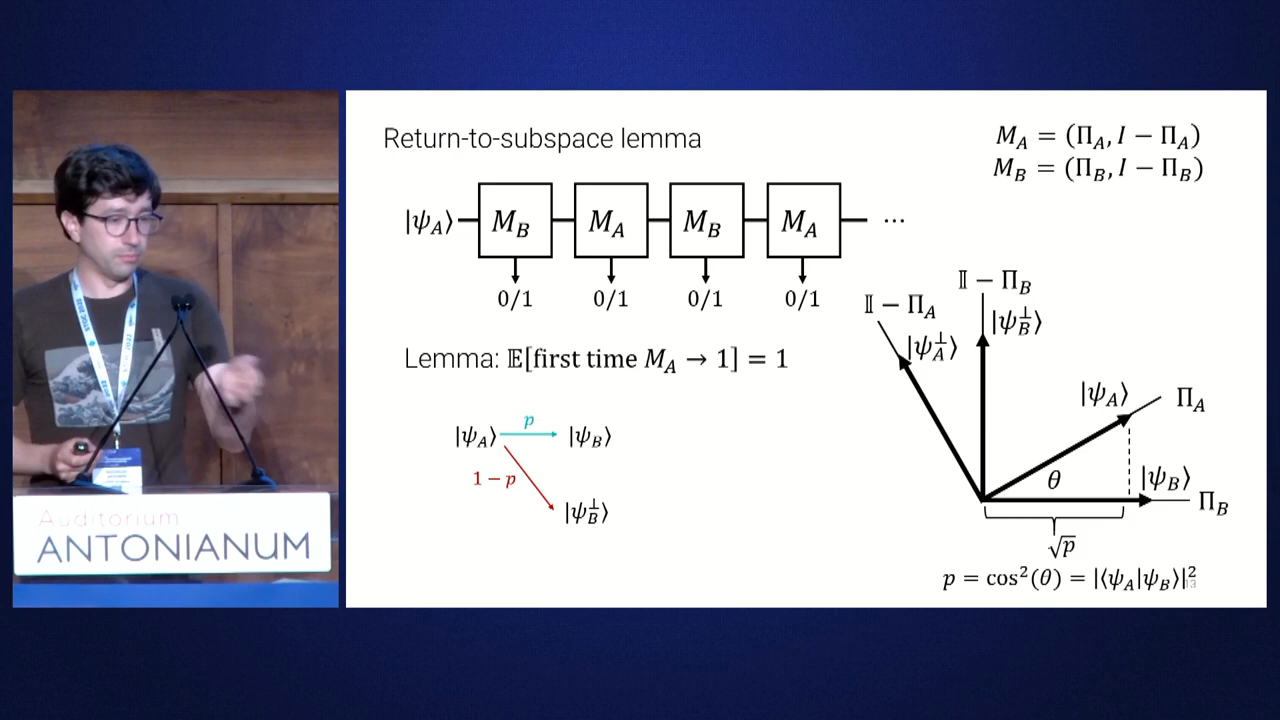 Return-to-subspace lemma
M_A = (Π_A, I − Π_A)
M_B = (Π_B, I − Π_B)
|ψ_A⟩ M_B M_A M_B M_A ...
0/1 0/1 0/1 0/1
Lemma: 𝔼[first time M_A → 1] = 1
|ψ_A⟩ p |ψ_B⟩
1 − p
|ψ_B^⊥⟩
𝕀 − Π_B
𝕀 − Π_A
|ψ_B^⊥⟩
|ψ_A^⊥⟩
|ψ_A⟩ Π_A
θ |ψ_B⟩
Π_B
√p
p = cos²(θ) = |⟨ψ_A|ψ_B⟩|²
13
Auditorium
ANTONIANUM